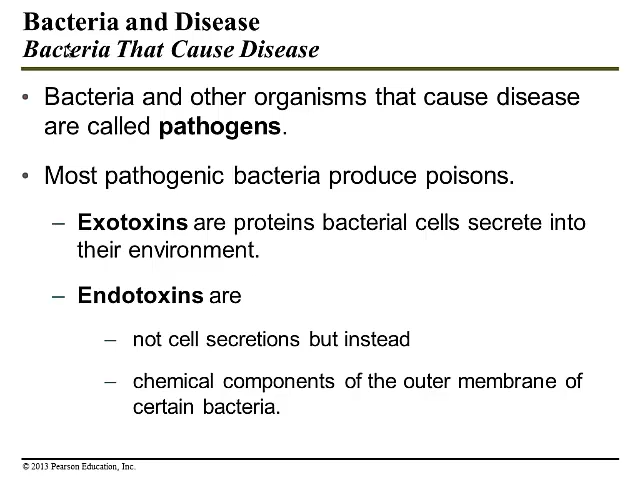 Bacteria and Disease
Bacteria That Cause Disease
• Bacteria and other organisms that cause disease
are called pathogens.
• Most pathogenic bacteria produce poisons.
– Exotoxins are proteins bacterial cells secrete into
their environment.
– Endotoxins are
– not cell secretions but instead
– chemical components of the outer membrane of
certain bacteria.
© 2013 Pearson Education, Inc.